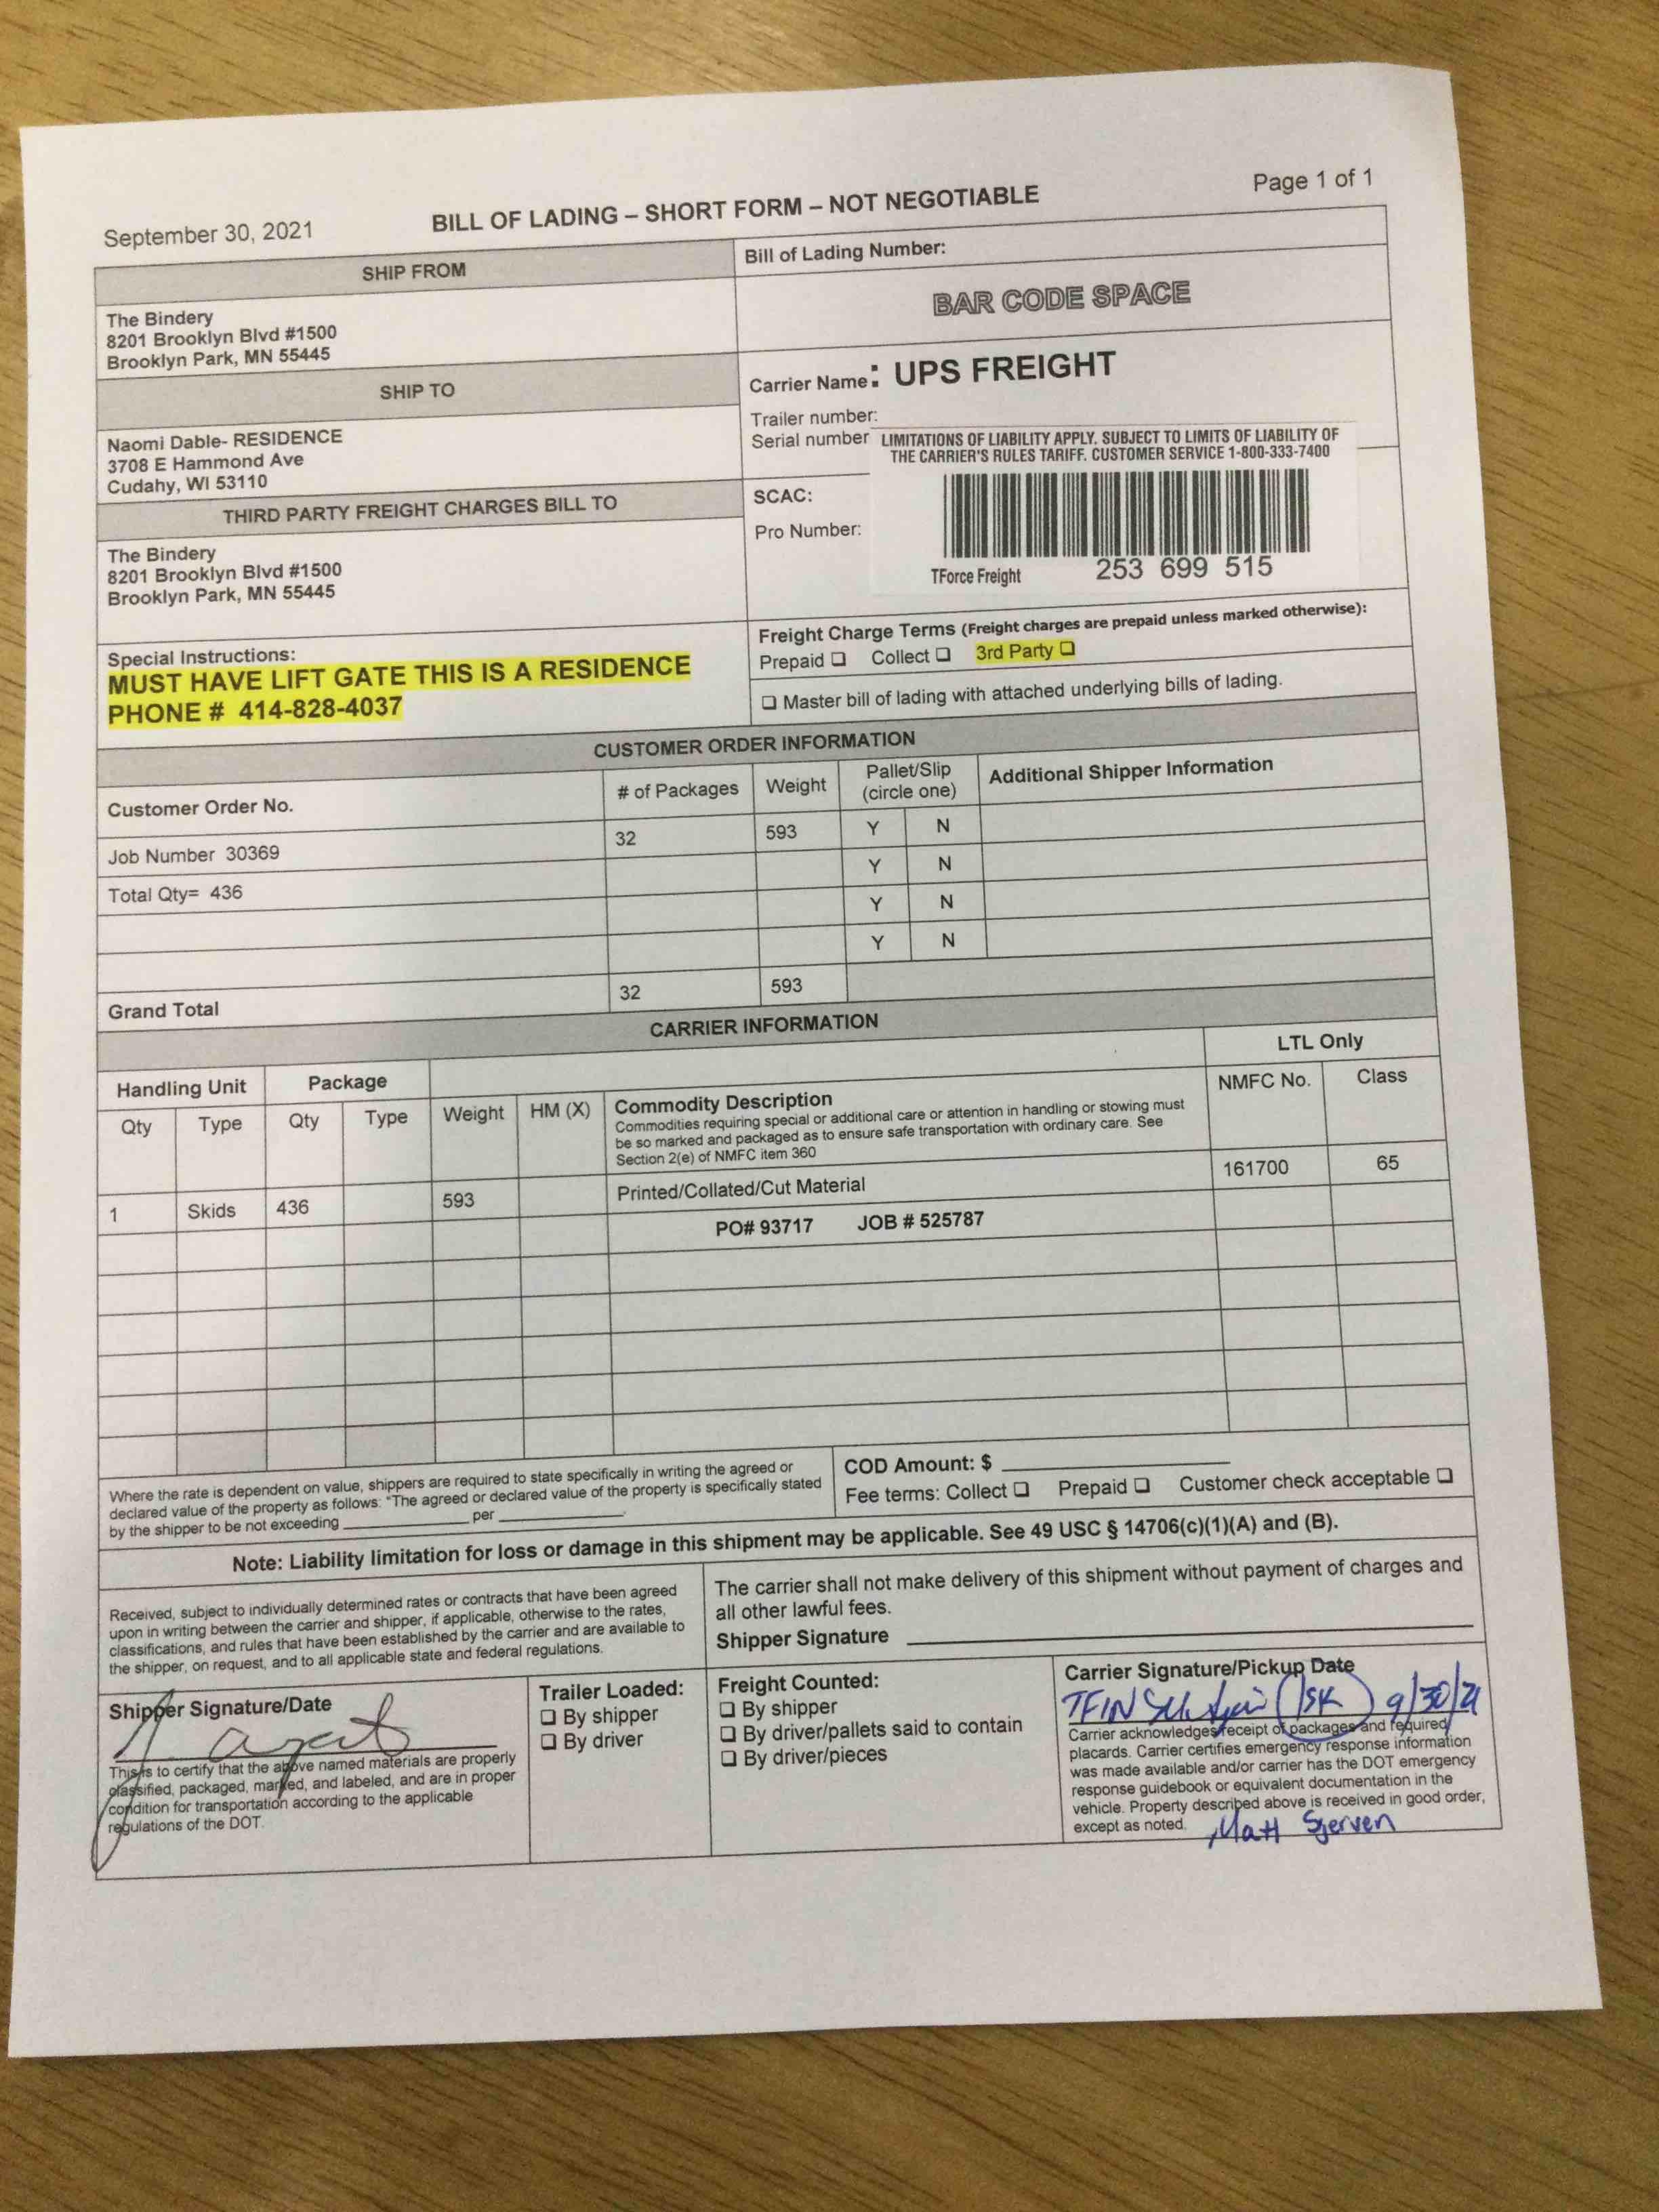 September 30, 2021
BILL OF LADING – SHORT FORM – NOT NEGOTIABLE
Page 1 of 1
SHIP FROM
The Bindery
8201 Brooklyn Blvd #1500
Brooklyn Park, MN 55445
SHIP TO
Naomi Dable- RESIDENCE
3708 E Hammond Ave
Cudahy, WI 53110
THIRD PARTY FREIGHT CHARGES BILL TO
The Bindery
8201 Brooklyn Blvd #1500
Brooklyn Park, MN 55445
Special Instructions:
MUST HAVE LIFT GATE THIS IS A RESIDENCE
PHONE # 414-828-4037
Bill of Lading Number:
BAR CODE SPACE
Carrier Name: UPS FREIGHT
Trailer number:
Serial number
LIMITATIONS OF LIABILITY APPLY. SUBJECT TO LIMITS OF LIABILITY OF
THE CARRIER'S RULES TARIFF. CUSTOMER SERVICE 1-800-333-7400
SCAC:
Pro Number:
TForce Freight 253 699 515
Freight Charge Terms (Freight charges are prepaid unless marked otherwise):
Prepaid ❑ Collect ❑ 3rd Party ❑
❑ Master bill of lading with attached underlying bills of lading.
CUSTOMER ORDER INFORMATION
Customer Order No.
# of Packages
Weight
Pallet/Slip
(circle one)
Additional Shipper Information
Job Number 30369 32 593 Y N
Total Qty= 436 Y N
Y N
Y N
Grand Total 32 593
CARRIER INFORMATION
Handling Unit
Package
LTL Only
Qty Type Qty Type Weight HM (X)
Commodity Description
Commodities requiring special or additional care or attention in handling or stowing must
be so marked and packaged as to ensure safe transportation with ordinary care. See
Section 2(e) of NMFC item 360
NMFC No. Class
1 Skids 436 593 Printed/Collated/Cut Material 161700 65
PO# 93717 JOB # 525787
Where the rate is dependent on value, shippers are required to state specifically in writing the agreed or
declared value of the property as follows: "The agreed or declared value of the property is specifically stated
by the shipper to be not exceeding ____________ per ____________.
COD Amount: $ ____________
Fee terms: Collect ❑ Prepaid ❑ Customer check acceptable ❑
Note: Liability limitation for loss or damage in this shipment may be applicable. See 49 USC § 14706(c)(1)(A) and (B).
Received, subject to individually determined rates or contracts that have been agreed
upon in writing between the carrier and shipper, if applicable, otherwise to the rates,
classifications, and rules that have been established by the carrier and are available to
the shipper, on request, and to all applicable state and federal regulations.
The carrier shall not make delivery of this shipment without payment of charges and
all other lawful fees.
Shipper Signature ____________
Shipper Signature/Date
This is to certify that the above named materials are properly
classified, packaged, marked, and labeled, and are in proper
condition for transportation according to the applicable
regulations of the DOT.
Trailer Loaded:
❑ By shipper
❑ By driver
Freight Counted:
❑ By shipper
❑ By driver/pallets said to contain
❑ By driver/pieces
Carrier Signature/Pickup Date
TFIN (1SK) 9/30/21
Carrier acknowledges receipt of packages and required
placards. Carrier certifies emergency response information
was made available and/or carrier has the DOT emergency
response guidebook or equivalent documentation in the
vehicle. Property described above is received in good order,
except as noted.
Matt Sjerven